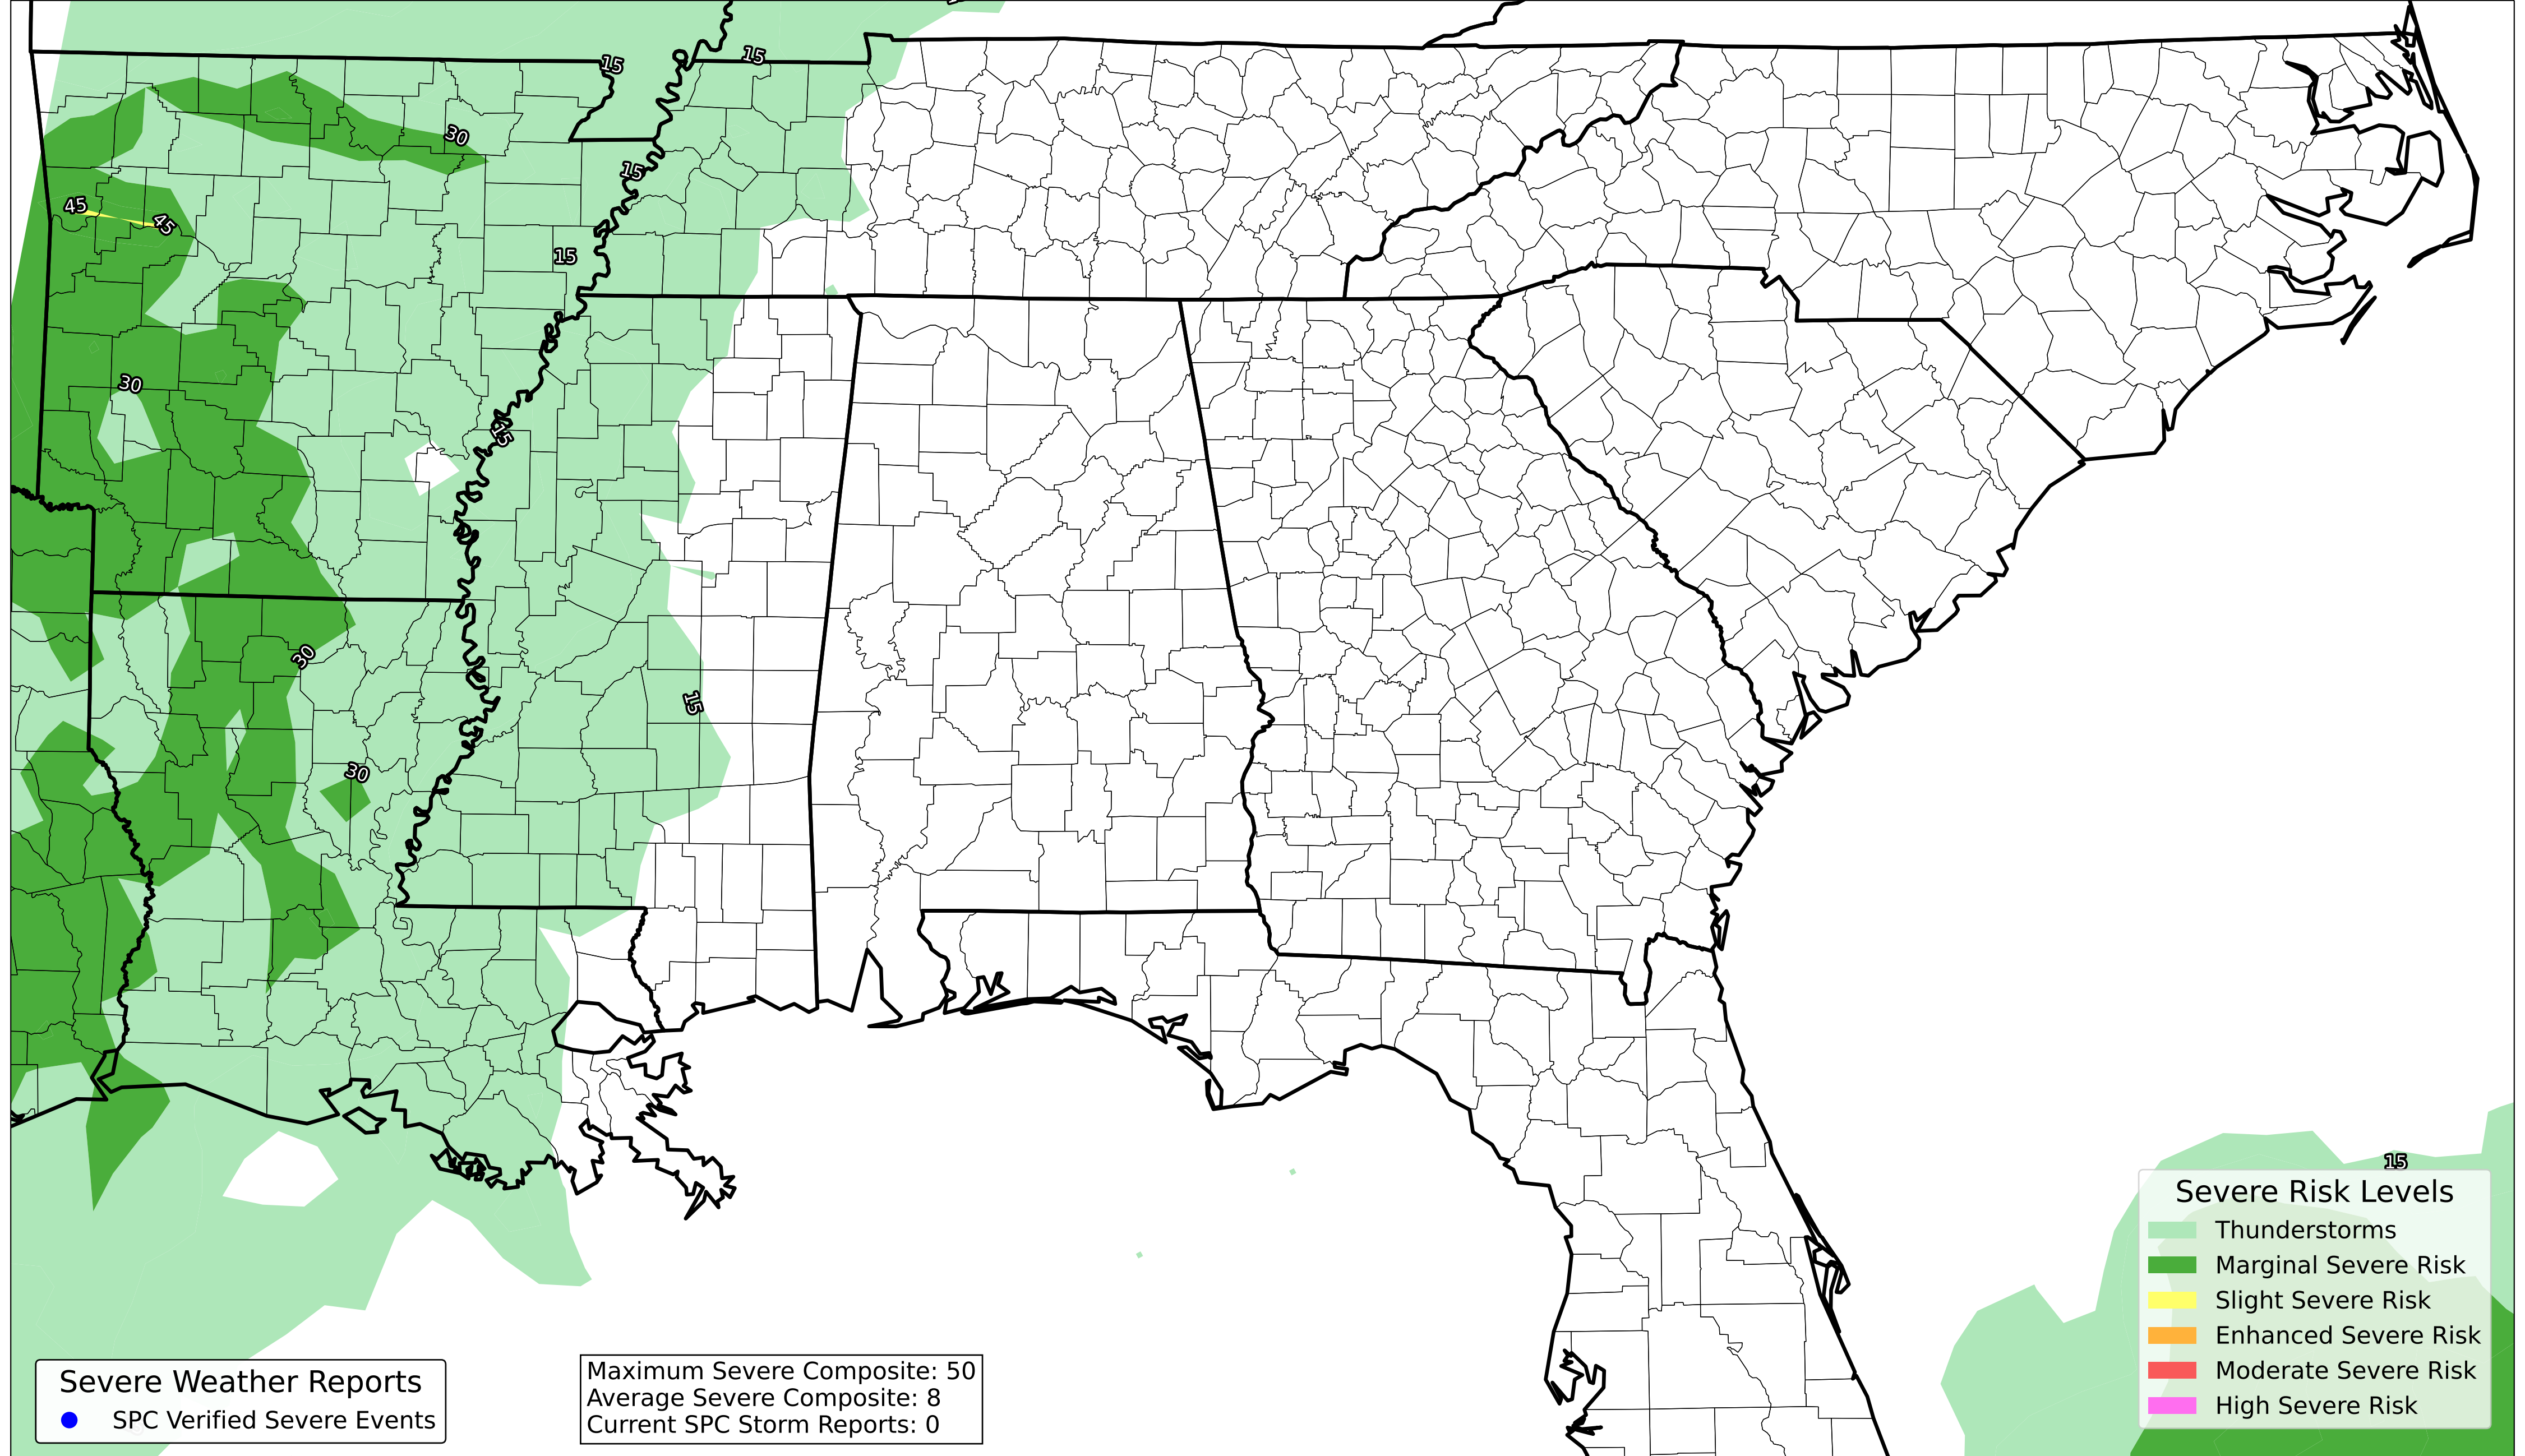 15
15
30
15
45
45
15
30
15
30
15
30
15
Severe Risk Levels
Thunderstorms
Marginal Severe Risk
Slight Severe Risk
Enhanced Severe Risk
Moderate Severe Risk
High Severe Risk
Severe Weather Reports
SPC Verified Severe Events
Maximum Severe Composite: 50
Average Severe Composite: 8
Current SPC Storm Reports: 0